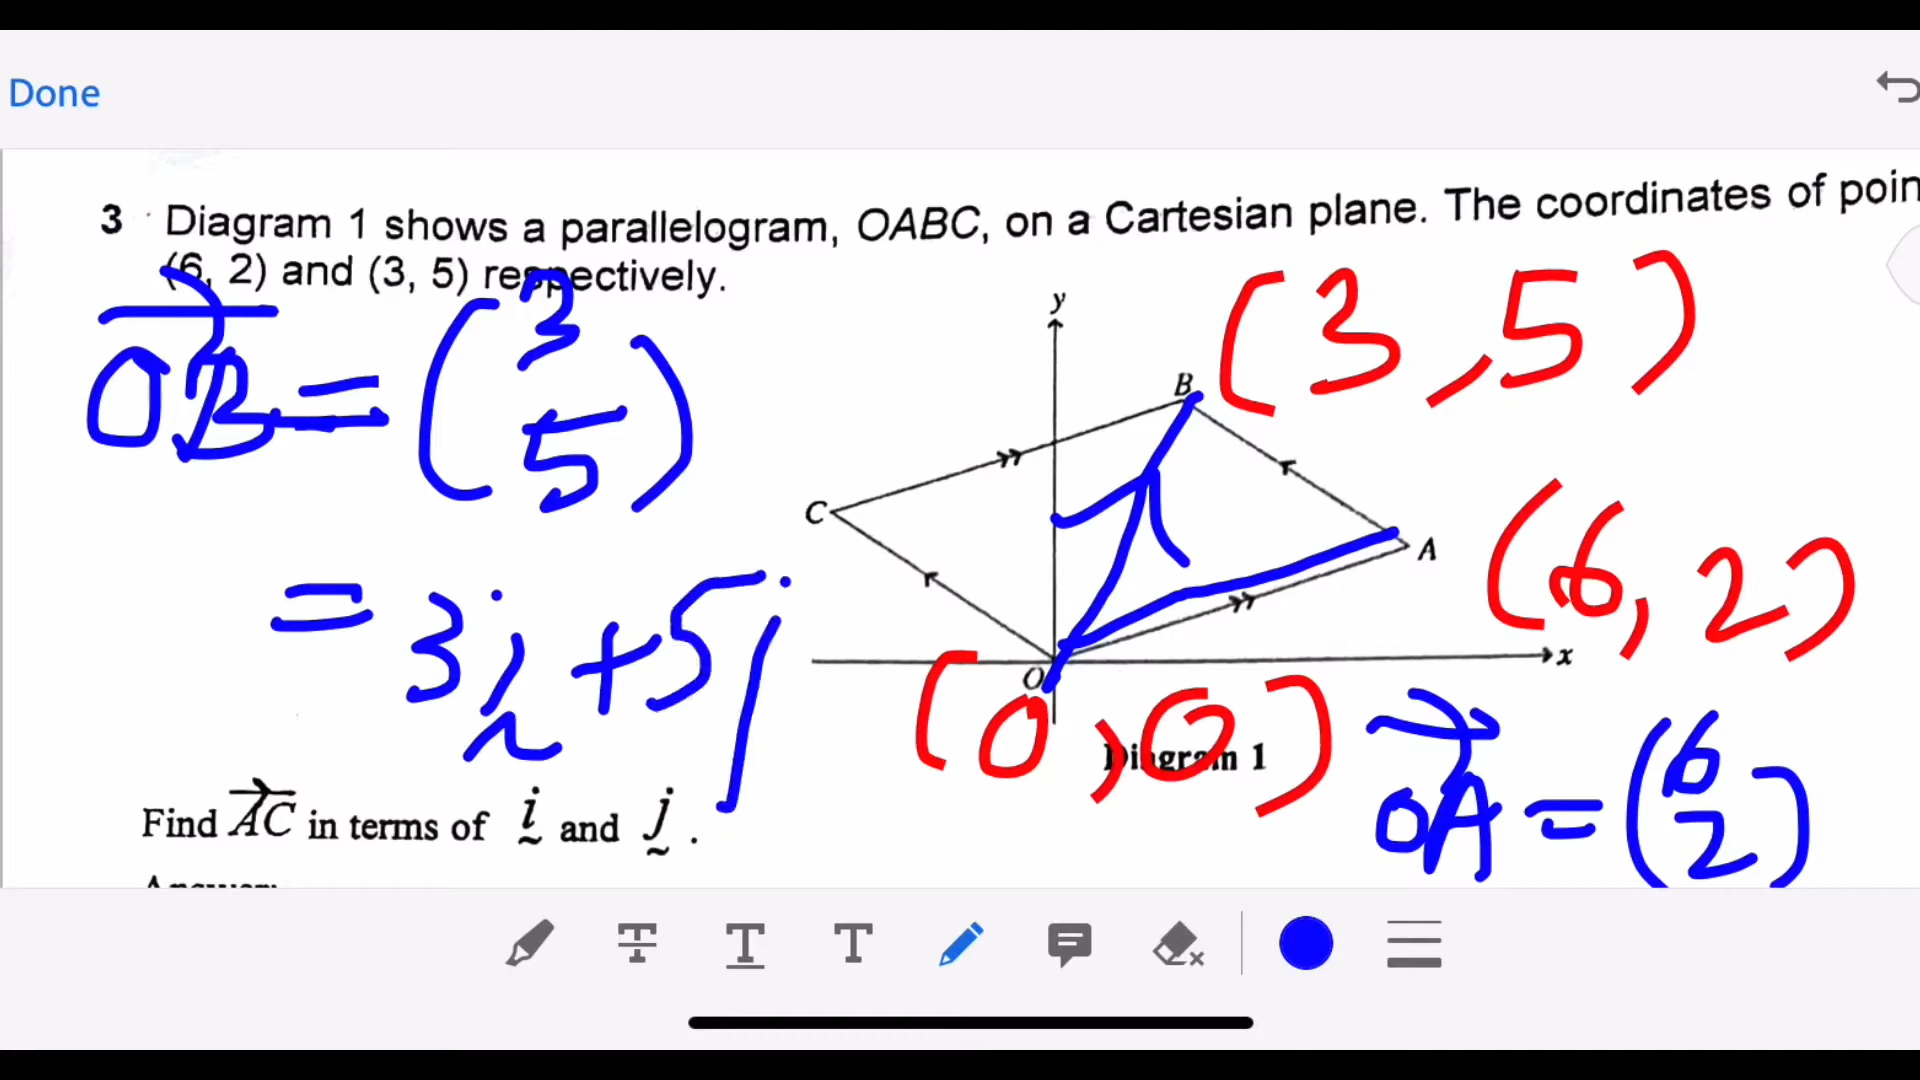 Done
3 Diagram 1 shows a parallelogram, OABC, on a Cartesian plane. The coordinates of poin
(6, 2) and (3, 5) respectively.
OB = (3
5)
= 3i + 5j
y
B
(3, 5)
C
A
(6, 2)
x
O
(0, 0)
Diagram 1
OA = (6
2)
Find AC in terms of i and j.
Answer: